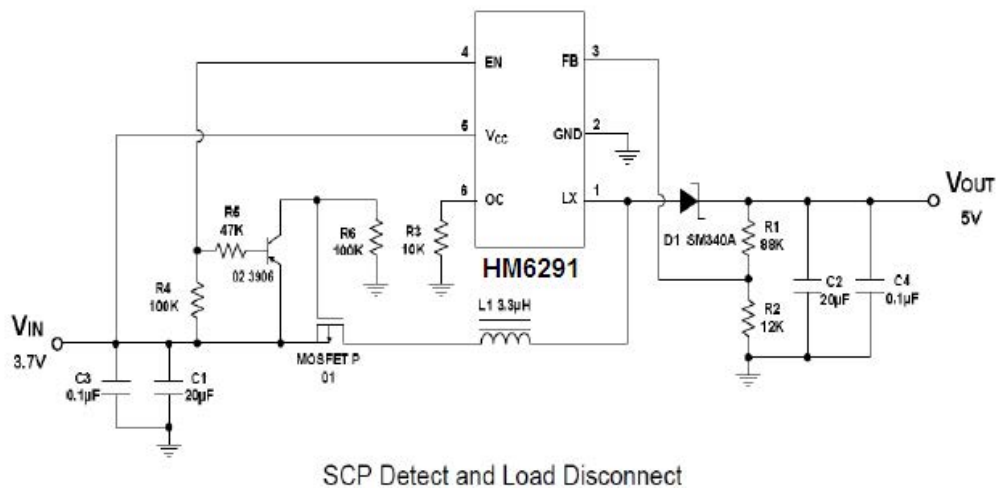 4
EN
FB
3
5
VCC
GND
2
6
OC
LX
1
HM6291
R5
47K
02 3906
R4
100K
R6
100K
R3
10K
D1 SM340A
R1
88K
R2
12K
C2
20μF
C4
0.1μF
VOUT
5V
L1 3.3μH
MOSFET P
01
VIN
3.7V
C3
0.1μF
C1
20μF
SCP Detect and Load Disconnect